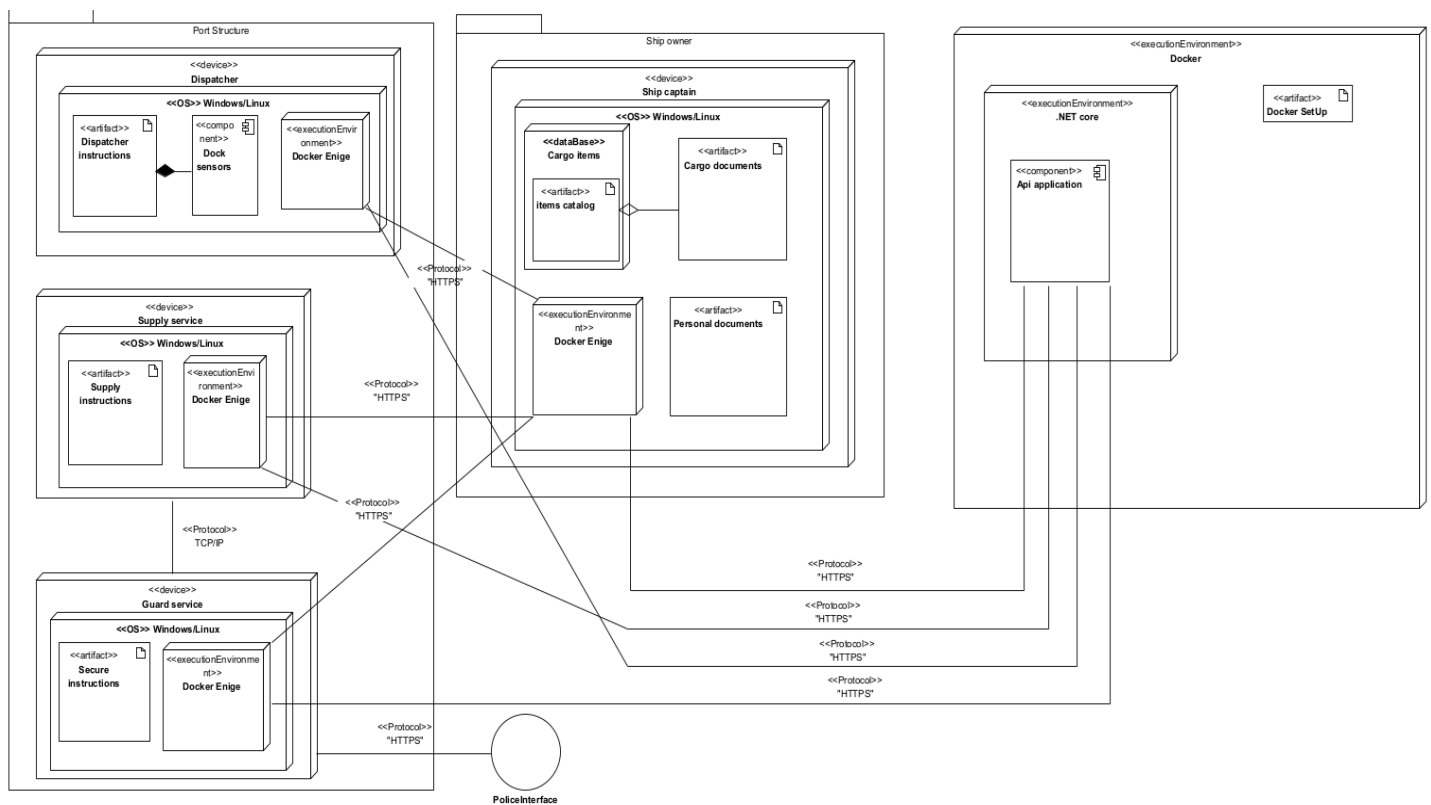 Port Structure
<<device>>
Dispatcher
<<OS>> Windows/Linux
<<artifact>>
Dispatcher
instructions
<<compo
nent>>
Dock
sensors
<<executionEnvir
onment>>
Docker Enige
<<device>>
Supply service
<<OS>> Windows/Linux
<<artifact>>
Supply
instructions
<<executionEnvi
ronment>>
Docker Enige
<<Protocol>>
TCP/IP
<<device>>
Guard service
<<OS>> Windows/Linux
<<artifact>>
Secure
instructions
<<executionEnvironme
nt>>
Docker Enige
Ship owner
<<device>>
Ship captain
<<OS>> Windows/Linux
<<dataBase>>
Cargo items
<<artifact>>
items catalog
<<artifact>>
Cargo documents
<<executionEnvironme
nt>>
Docker Enige
<<artifact>>
Personal documents
<<Protocol>>
"HTTPS"
<<Protocol>>
"HTTPS"
<<Protocol>>
"HTTPS"
<<Protocol>>
"HTTPS"
PoliceInterface
<<executionEnvironment>>
Docker
<<executionEnvironment>>
.NET core
<<component>>
Api application
<<artifact>>
Docker SetUp
<<Protocol>>
"HTTPS"
<<Protocol>>
"HTTPS"
<<Protocol>>
"HTTPS"
<<Protocol>>
"HTTPS"